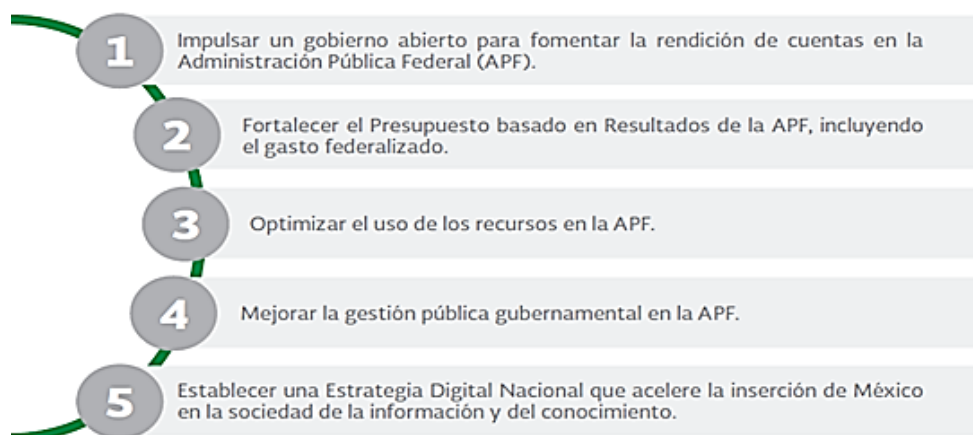 1
Impulsar un gobierno abierto para fomentar la rendición de cuentas en la
Administración Pública Federal (APF).
2
Fortalecer el Presupuesto basado en Resultados de la APF, incluyendo
el gasto federalizado.
3
Optimizar el uso de los recursos en la APF.
4
Mejorar la gestión pública gubernamental en la APF.
5
Establecer una Estrategia Digital Nacional que acelere la inserción de México
en la sociedad de la información y del conocimiento.